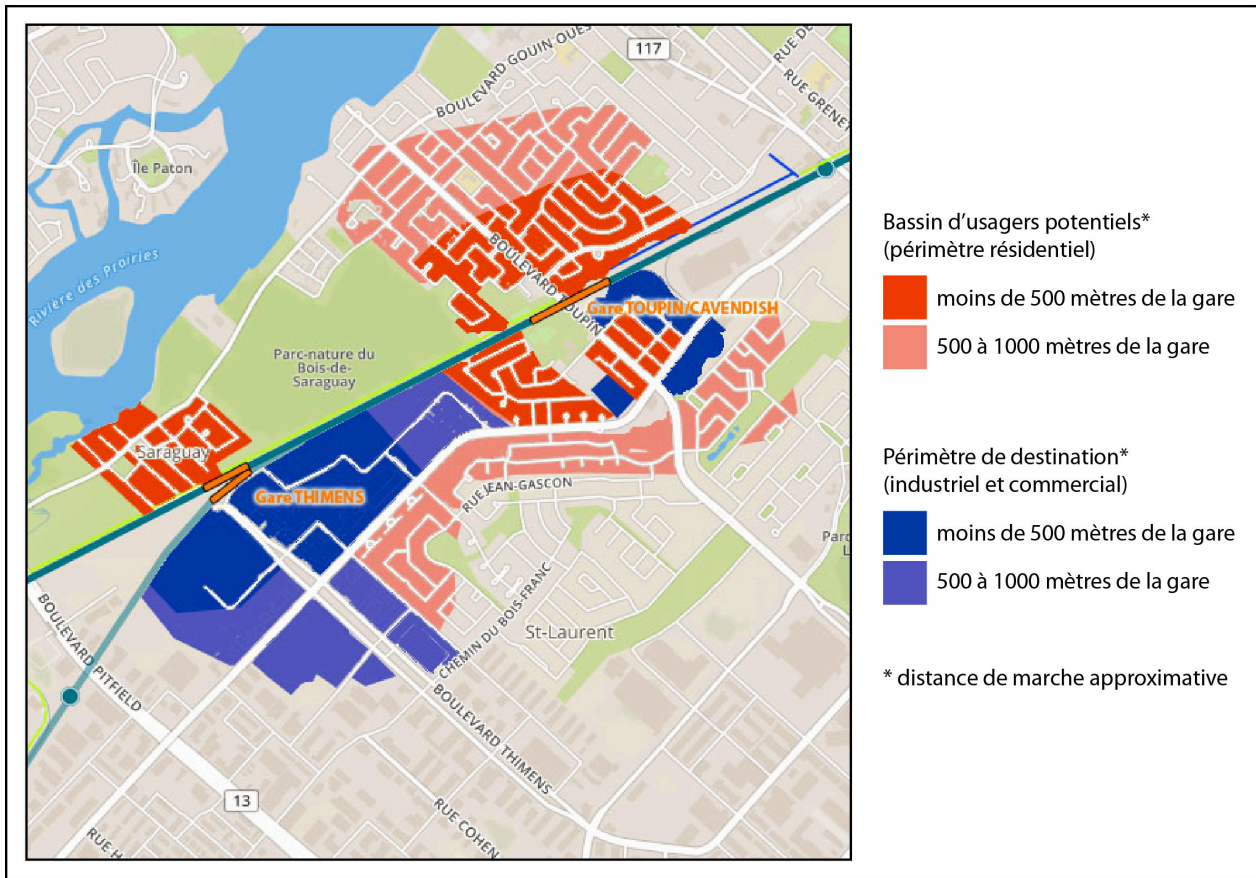 BOULEVARD GOUIN OUES
117
RUE DE
RUE GRENET
Île Paton
Rivière des Prairies
BOULEVARD TOUPIN
Gare TOUPIN/CAVENDISH
Parc-nature du
Bois-de-
Saraguay
Saraguay
Gare THIMENS
RUE JEAN-GASCON
Parc
L
CHEMIN DU BOIS-FRANC
St-Laurent
BOULEVARD PITFIELD
BOULEVARD THIMENS
13
RUE COHEN
RUE H
Bassin d'usagers potentiels*
(périmètre résidentiel)
moins de 500 mètres de la gare
500 à 1000 mètres de la gare
Périmètre de destination*
(industriel et commercial)
moins de 500 mètres de la gare
500 à 1000 mètres de la gare
* distance de marche approximative